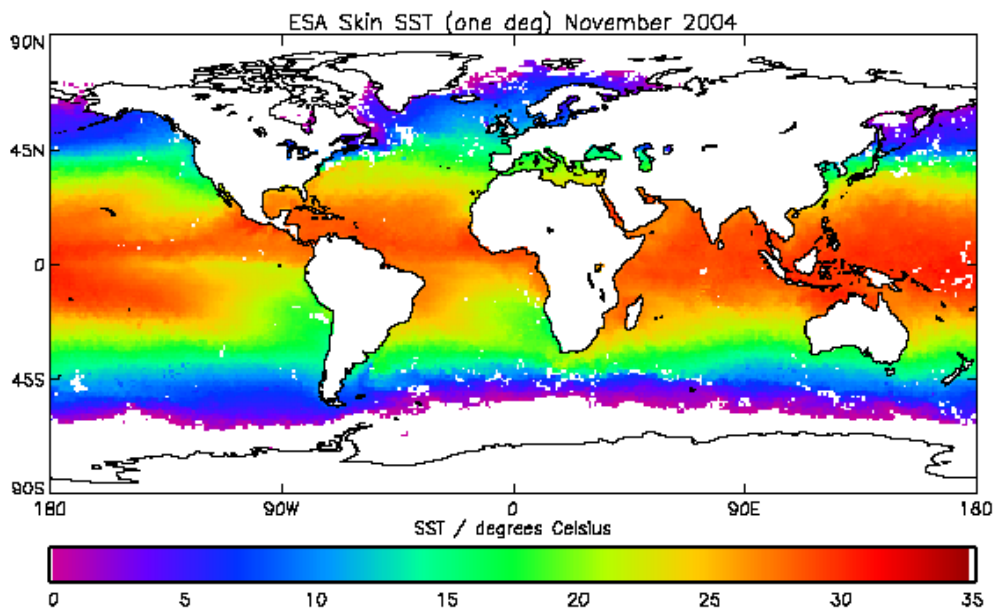 ESA Skin SST (one deg) November 2004
90N
45N
0
45S
90S
180 90W 0 90E 180
SST / degrees Celsius
0 5 10 15 20 25 30 35